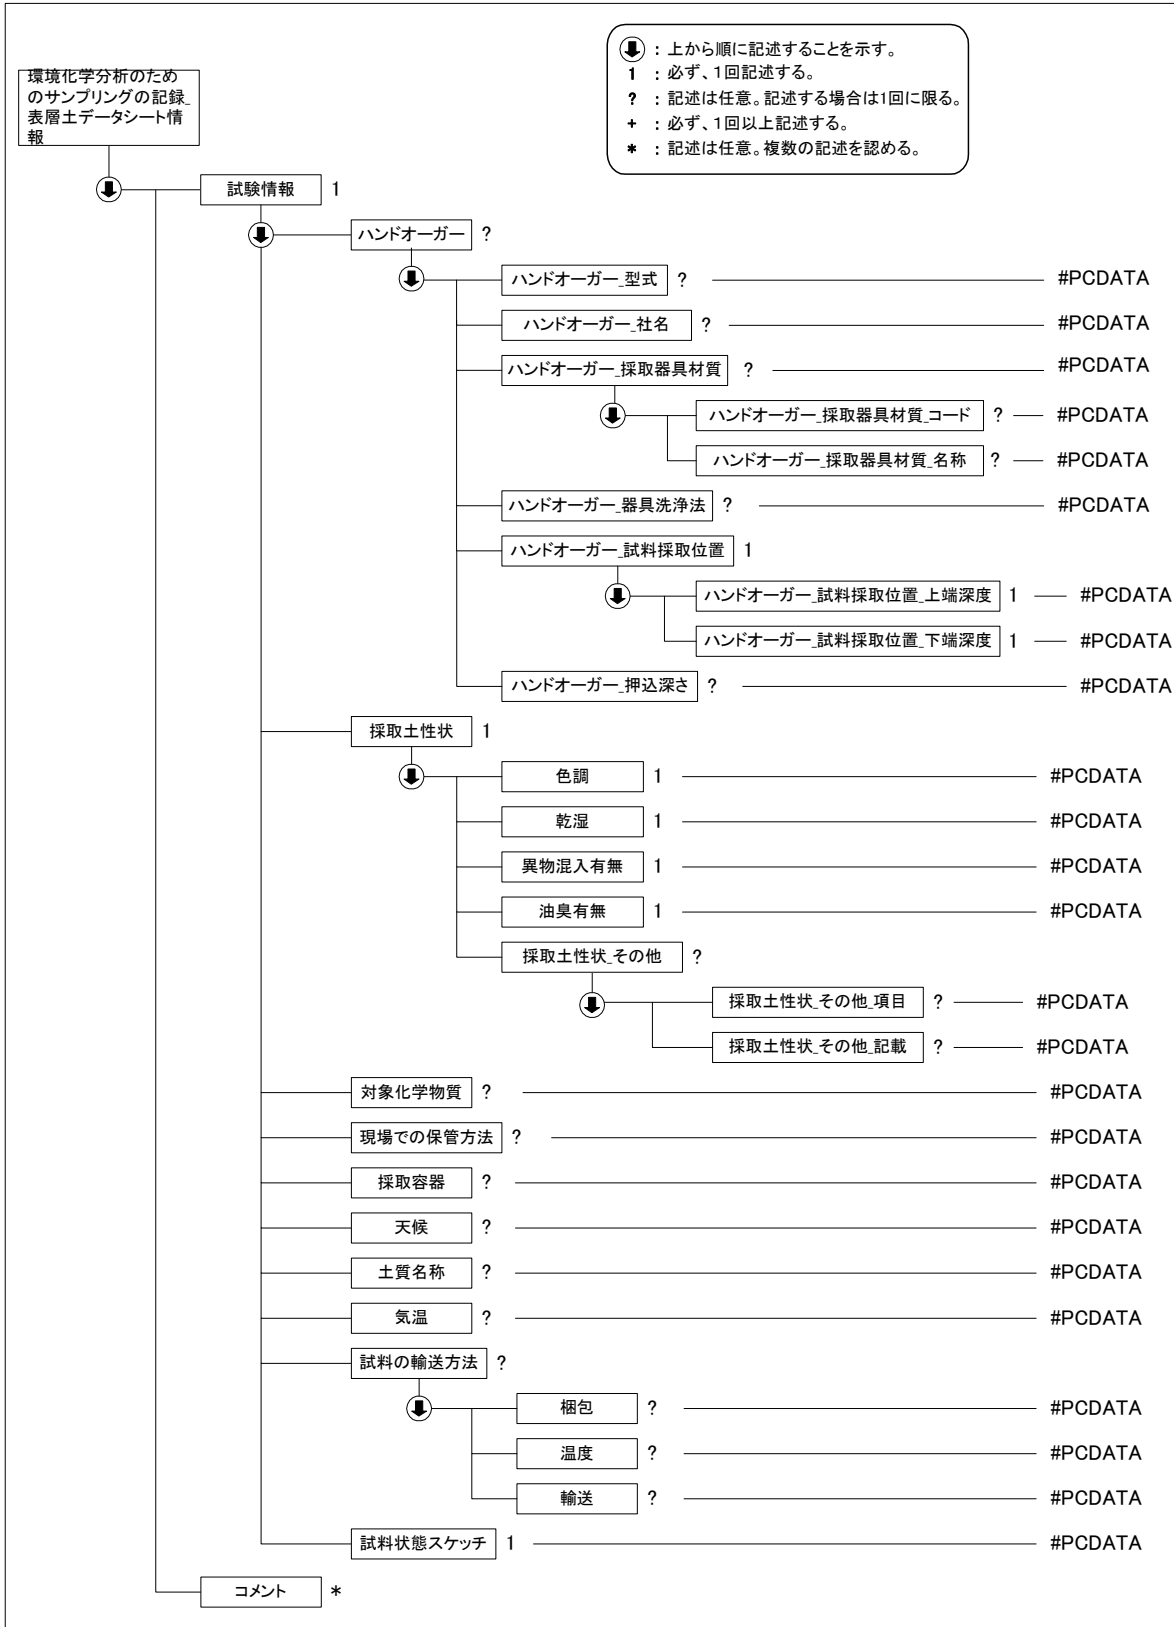 : 上から順に記述することを示す。
1 : 必ず、1回記述する。
? : 記述は任意。記述する場合は1回に限る。
+ : 必ず、1回以上記述する。
* : 記述は任意。複数の記述を認める。
環境化学分析のため
のサンプリングの記録_
表層土データシート情
報
試験情報 1
ハンドオーガー ?
ハンドオーガー_型式 ? #PCDATA
ハンドオーガー_社名 ? #PCDATA
ハンドオーガー_採取器具材質 ? #PCDATA
ハンドオーガー_採取器具材質_コード ? #PCDATA
ハンドオーガー_採取器具材質_名称 ? #PCDATA
ハンドオーガー_器具洗浄法 ? #PCDATA
ハンドオーガー_試料採取位置 1
ハンドオーガー_試料採取位置_上端深度 1 #PCDATA
ハンドオーガー_試料採取位置_下端深度 1 #PCDATA
ハンドオーガー_押込深さ ? #PCDATA
採取土性状 1
色調 1 #PCDATA
乾湿 1 #PCDATA
異物混入有無 1 #PCDATA
油臭有無 1 #PCDATA
採取土性状_その他 ?
採取土性状_その他_項目 ? #PCDATA
採取土性状_その他_記載 ? #PCDATA
対象化学物質 ? #PCDATA
現場での保管方法 ? #PCDATA
採取容器 ? #PCDATA
天候 ? #PCDATA
土質名称 ? #PCDATA
気温 ? #PCDATA
試料の輸送方法 ?
梱包 ? #PCDATA
温度 ? #PCDATA
輸送 ? #PCDATA
試料状態スケッチ 1 #PCDATA
コメント *